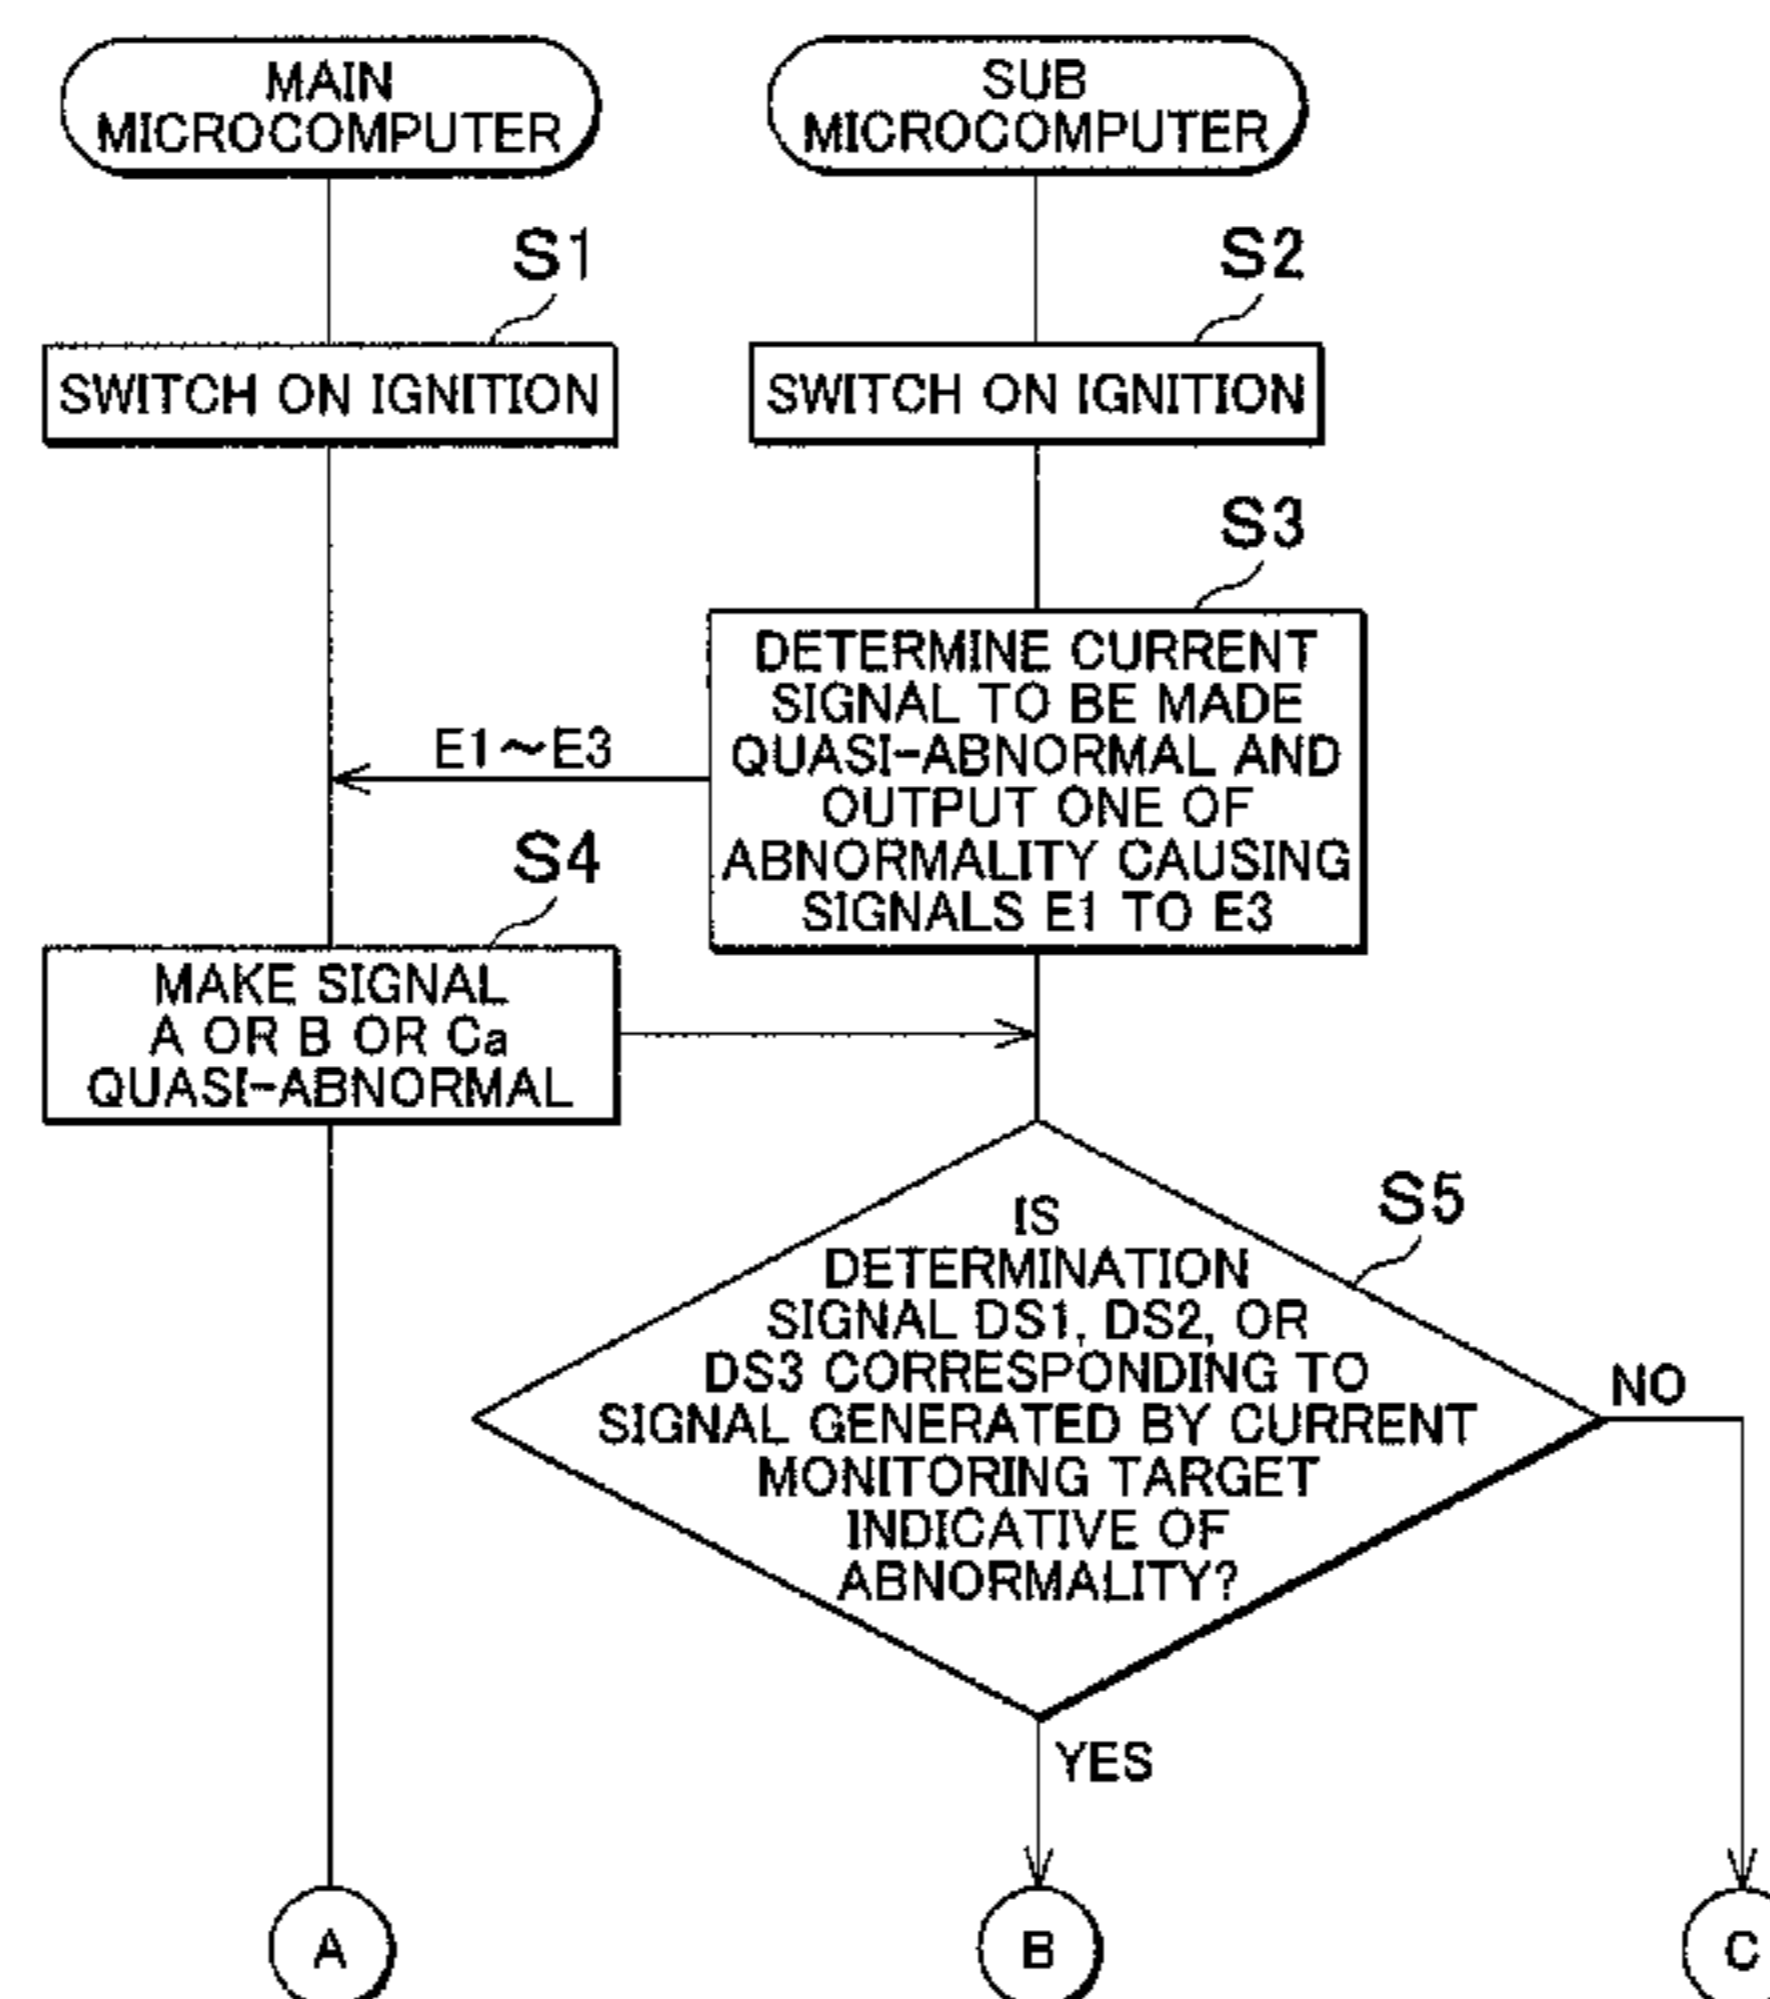 MAIN
MICROCOMPUTER
SUB
MICROCOMPUTER
S1
S2
SWITCH ON IGNITION
SWITCH ON IGNITION
S3
DETERMINE CURRENT
SIGNAL TO BE MADE
QUASI-ABNORMAL AND
OUTPUT ONE OF
ABNORMALITY CAUSING
SIGNALS E1 TO E3
E1～E3
S4
MAKE SIGNAL
A OR B OR Ca
QUASI-ABNORMAL
S5
IS
DETERMINATION
SIGNAL DS1, DS2, OR
DS3 CORRESPONDING TO
SIGNAL GENERATED BY CURRENT
MONITORING TARGET
INDICATIVE OF
ABNORMALITY?
NO
YES
A
B
C